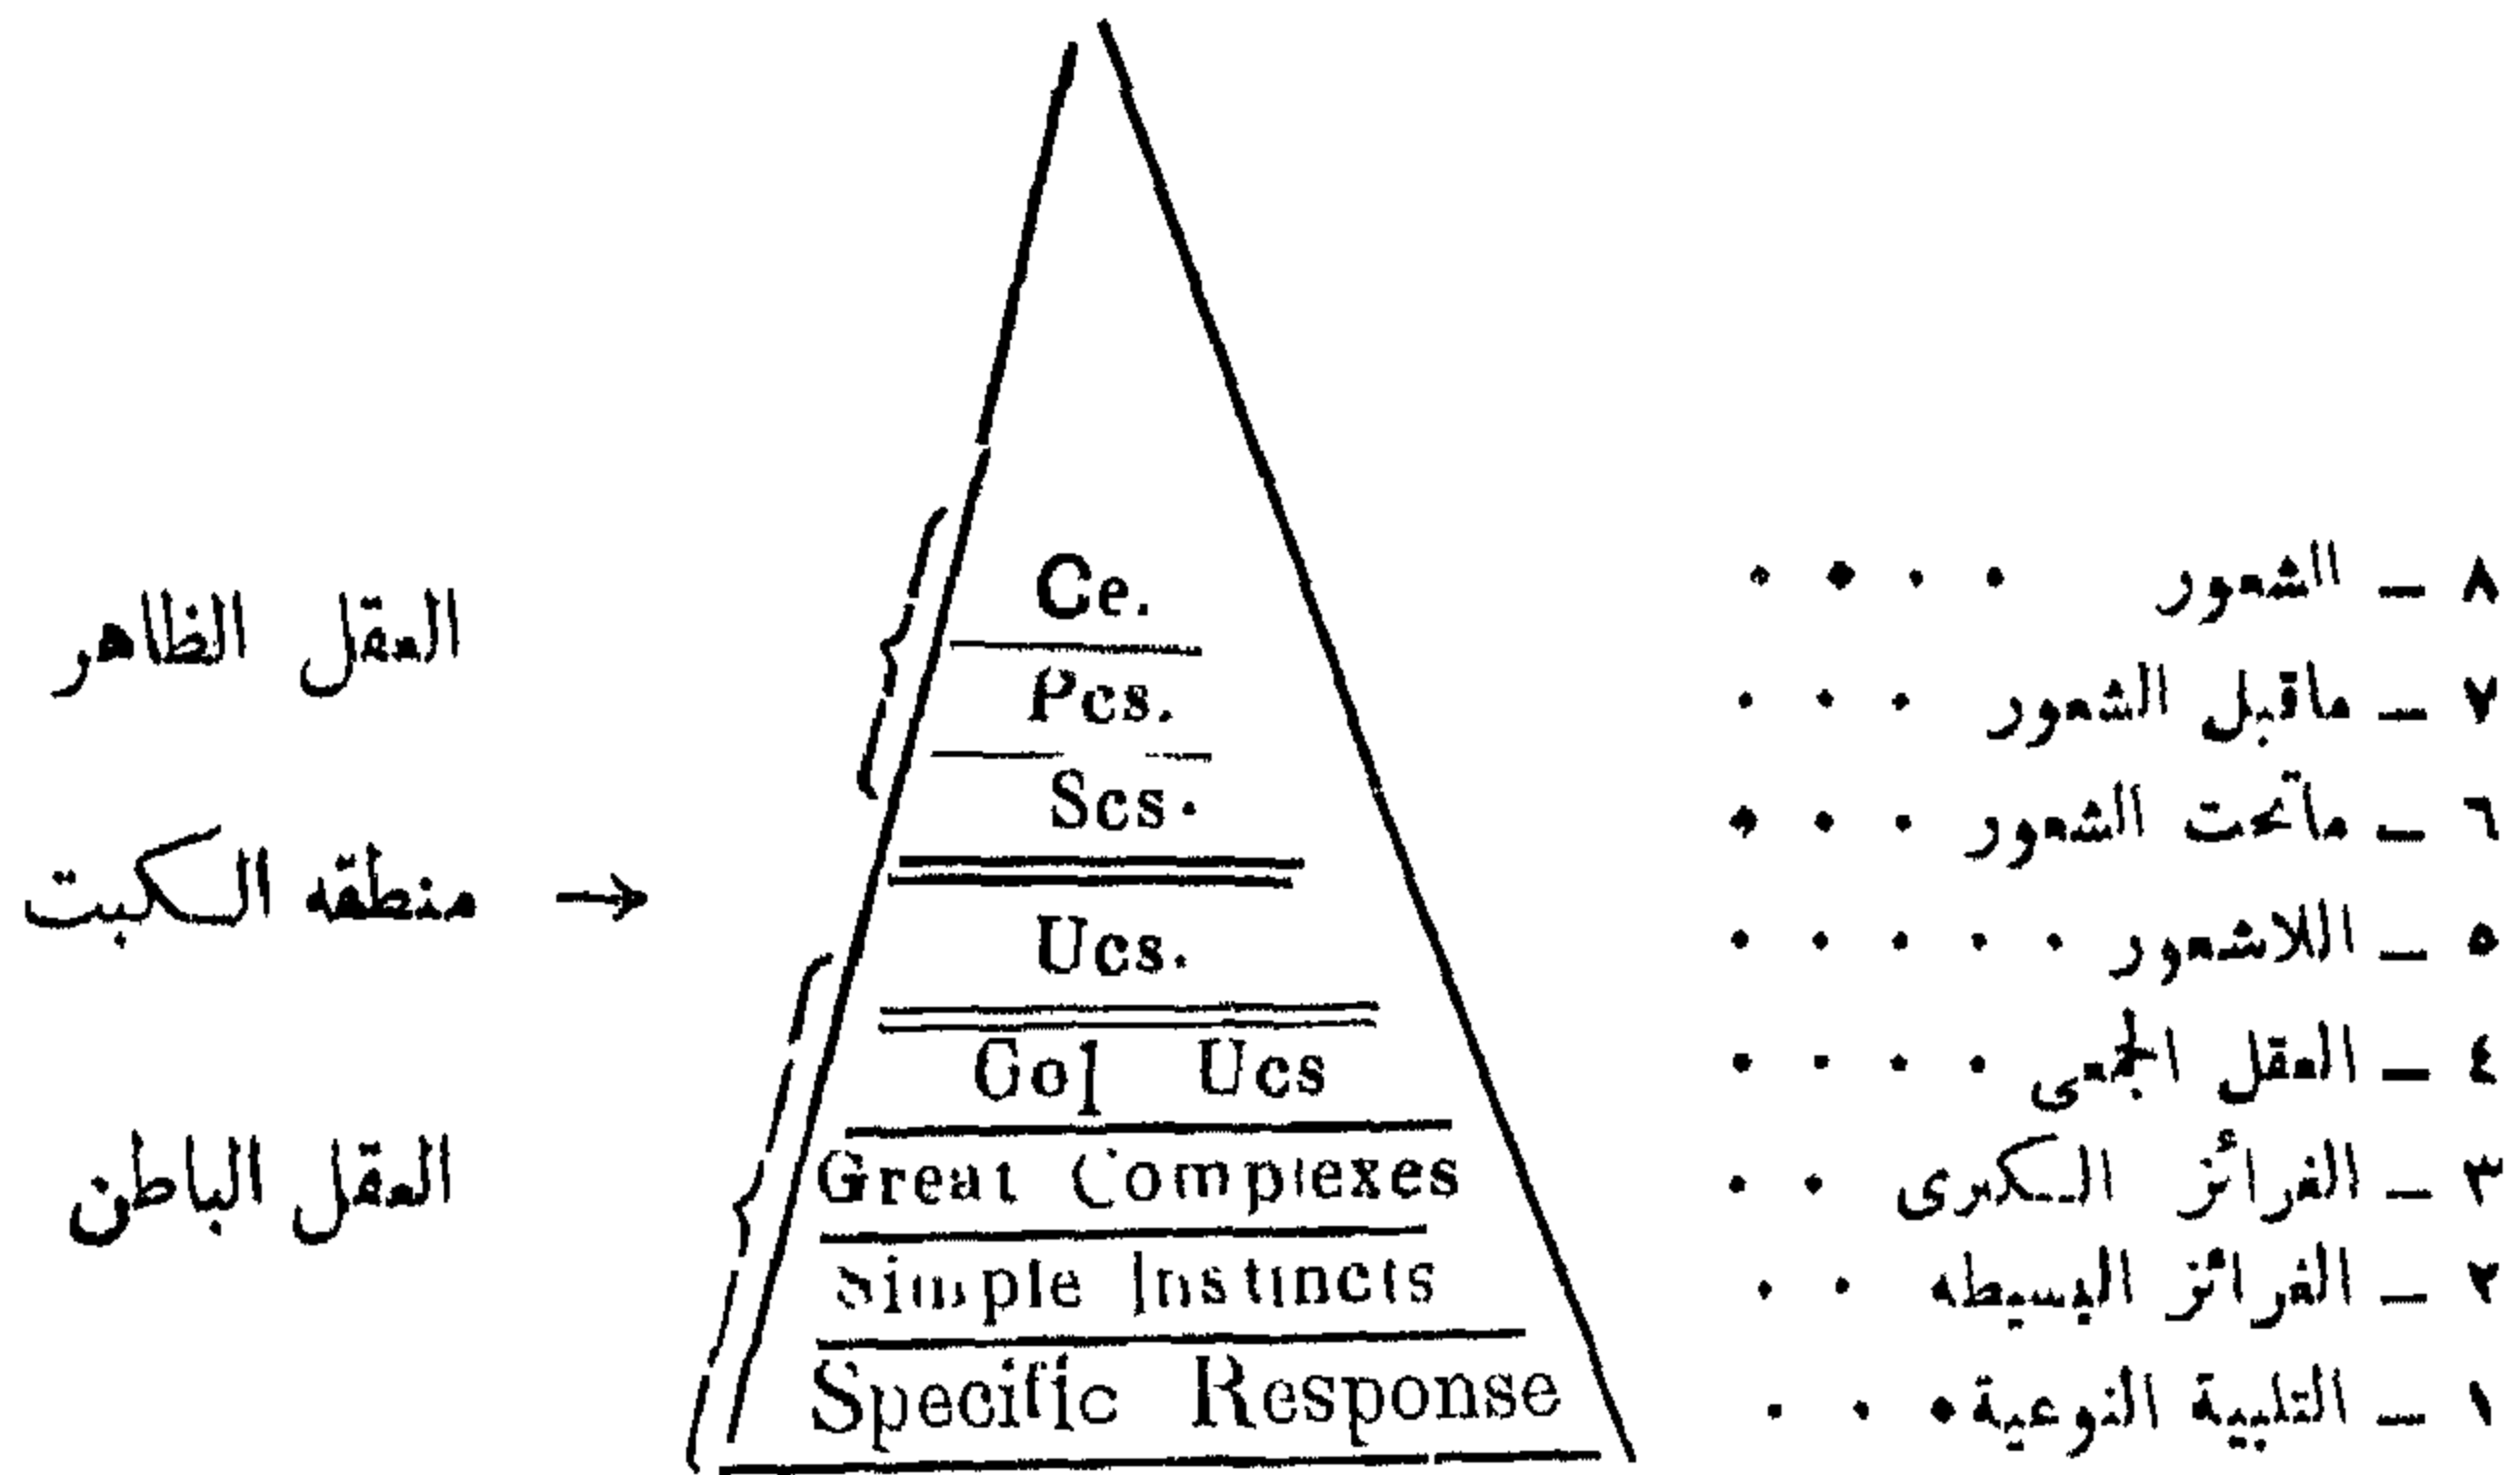 ٨ – الشعور . . . .
Ce.
العقل الظاهر
٧ – ماقبل الشعور . . .
Pcs.
٦ – ماتحت الشعور . . .
Scs.
منطقه الكبت →
٥ – اللاشعور . . . . .
Ucs.
٤ – العقل الجمعى . . . .
Col Ucs
٣ – الغرائز الكبرى . .
Great Complexes
العقل الباطن
٢ – الغرائز البسيطه . .
Simple Instincts
١ – التلبية النوعية . . .
Specific Response